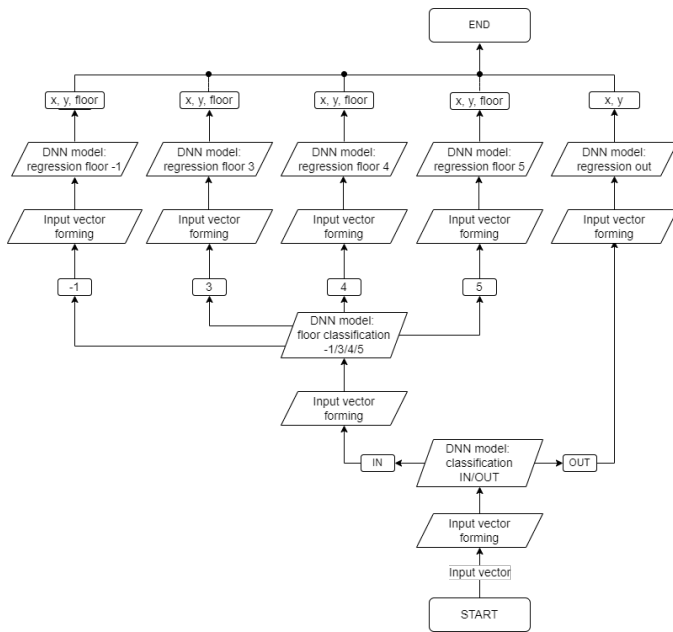 END
x, y, floor
x, y, floor
x, y, floor
x, y, floor
x, y
DNN model:
regression floor -1
DNN model:
regression floor 3
DNN model:
regression floor 4
DNN model:
regression floor 5
DNN model:
regression out
Input vector
forming
Input vector
forming
Input vector
forming
Input vector
forming
Input vector
forming
-1
3
4
5
DNN model:
floor classification
-1/3/4/5
Input vector
forming
IN
DNN model:
classification
IN/OUT
OUT
Input vector
forming
Input vector
START